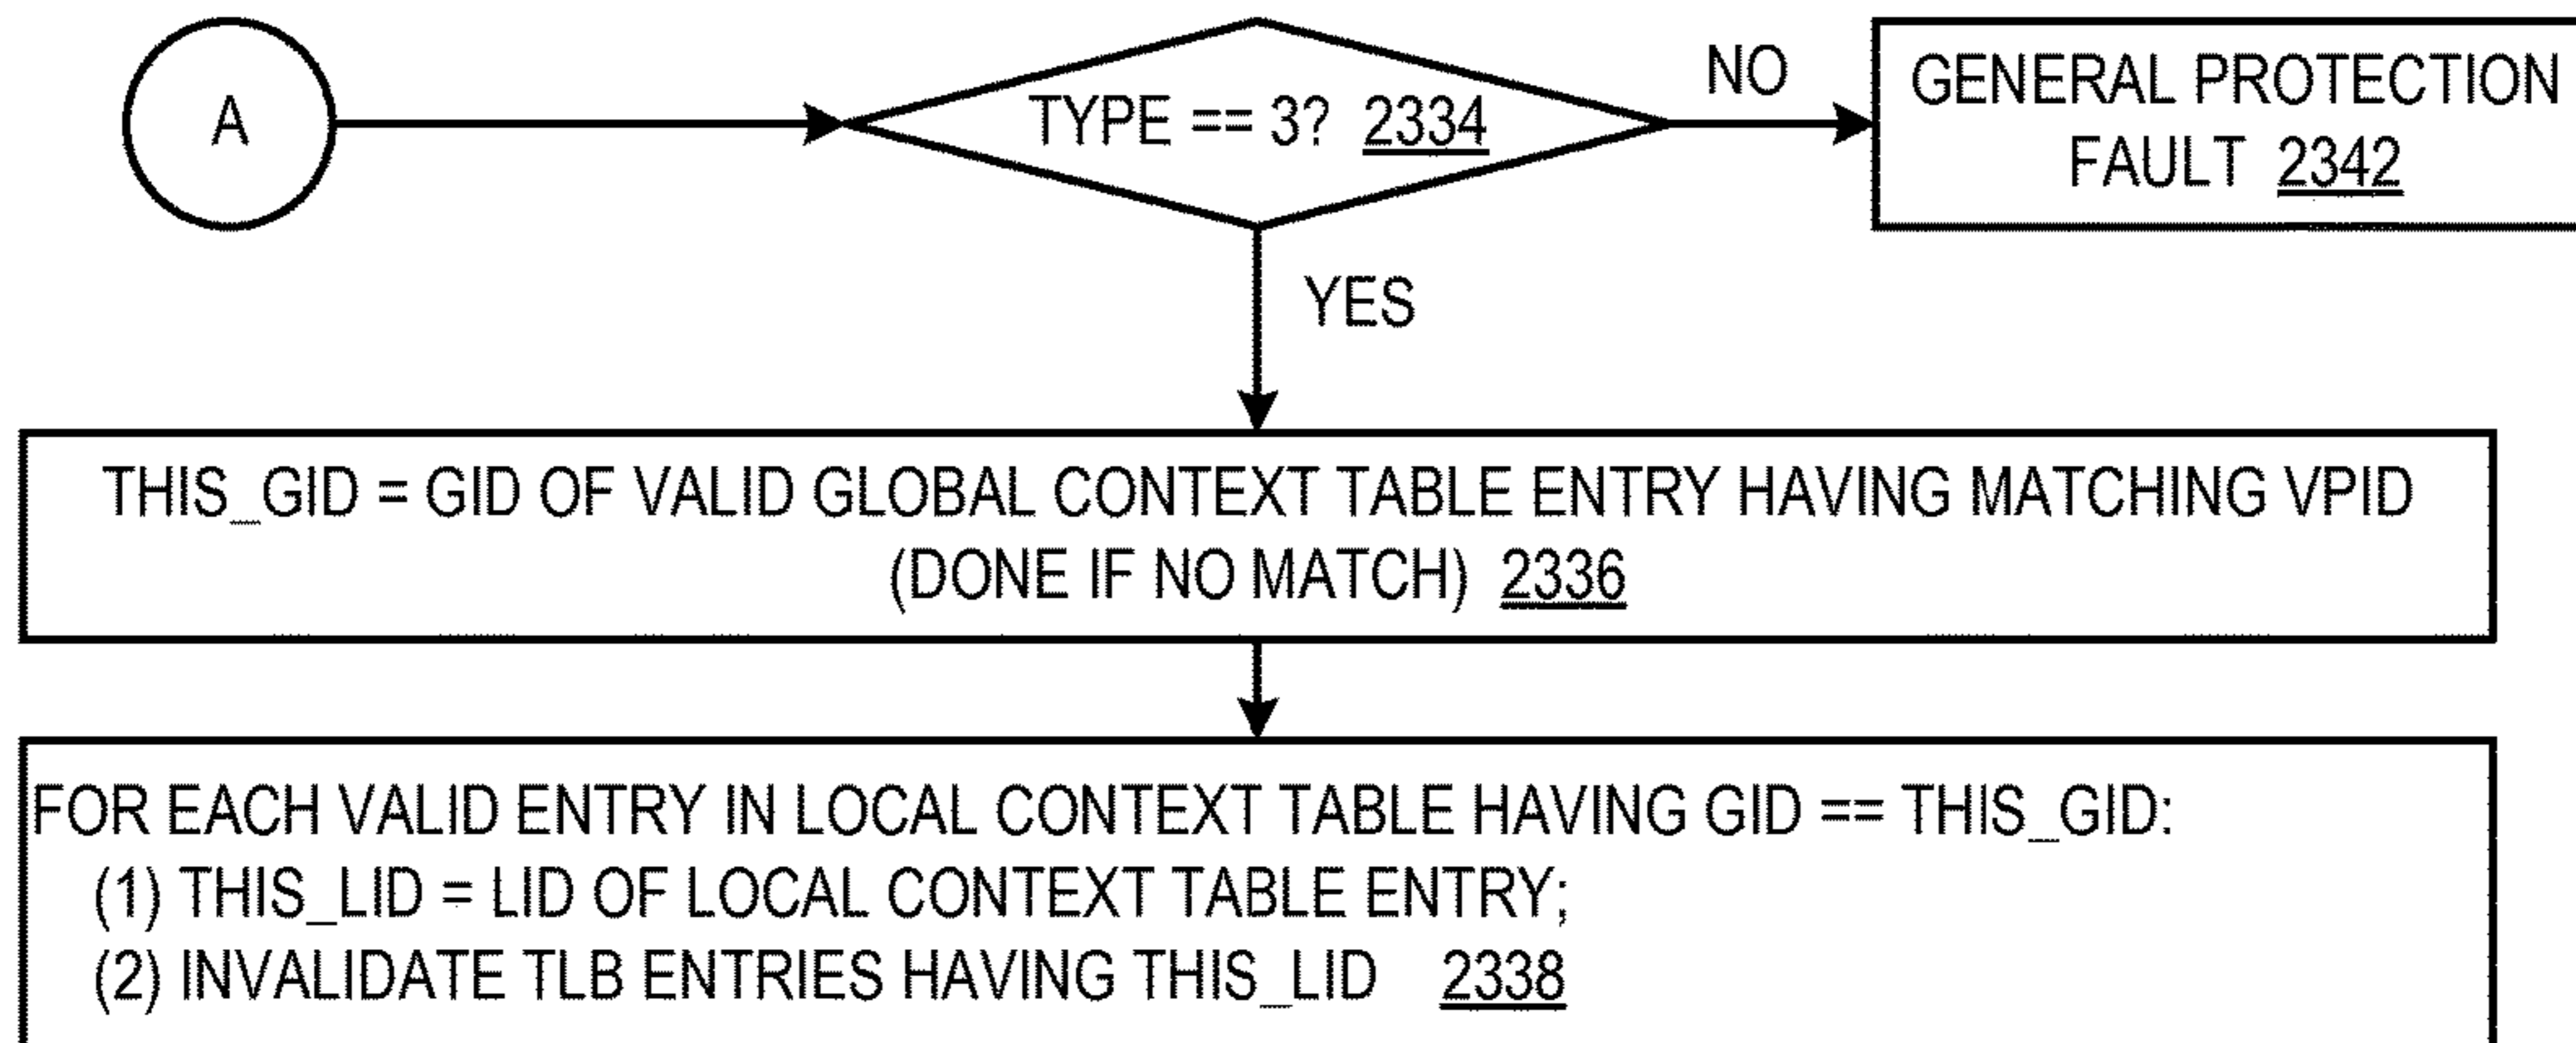 A
TYPE == 3? 2334
NO
GENERAL PROTECTION
FAULT 2342
YES
THIS_GID = GID OF VALID GLOBAL CONTEXT TABLE ENTRY HAVING MATCHING VPID
(DONE IF NO MATCH) 2336
FOR EACH VALID ENTRY IN LOCAL CONTEXT TABLE HAVING GID == THIS_GID:
(1) THIS_LID = LID OF LOCAL CONTEXT TABLE ENTRY;
(2) INVALIDATE TLB ENTRIES HAVING THIS_LID 2338